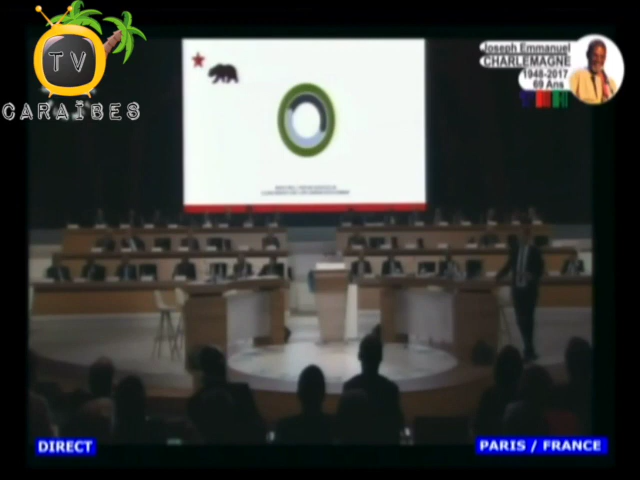 TV
CARAÏBES
Joseph Emmanuel
CHARLEMAGNE
1948-2017
69 Ans
DIRECT
PARIS / FRANCE